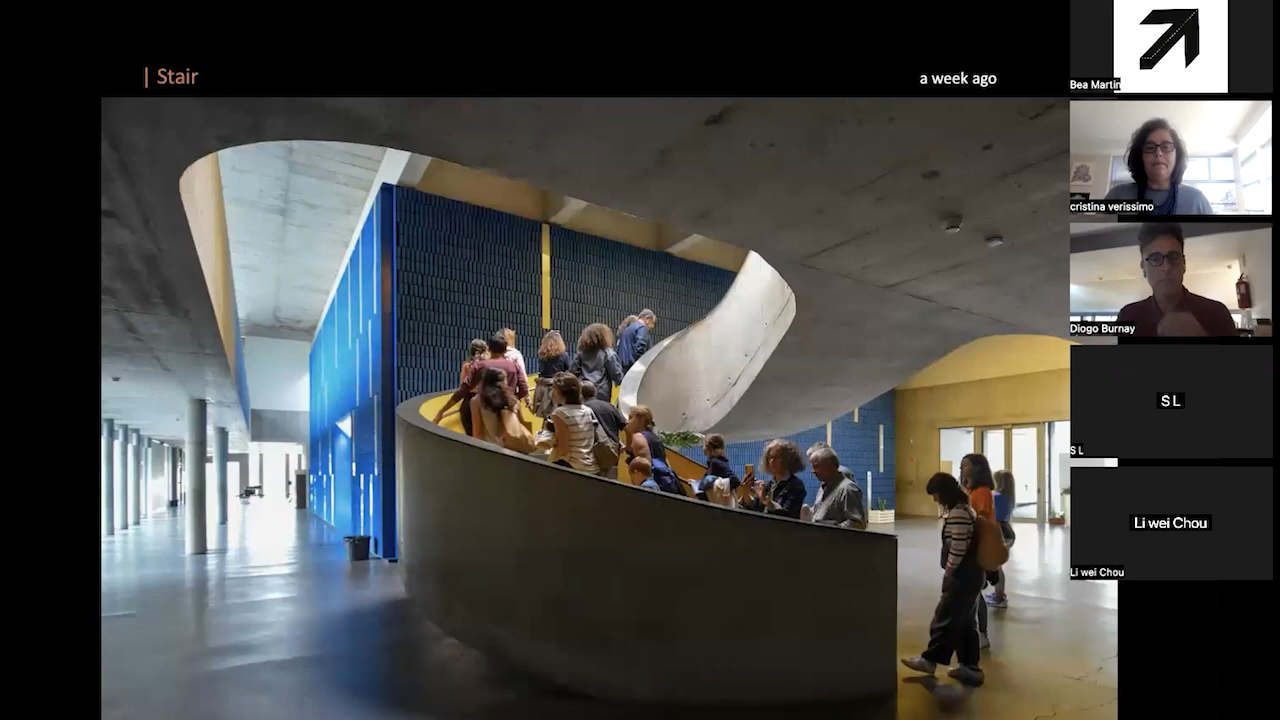 | Stair
a week ago
Bea Martin
cristina verissimo
Diogo Burnay
S L
S L
Li wei Chou
Li wei Chou